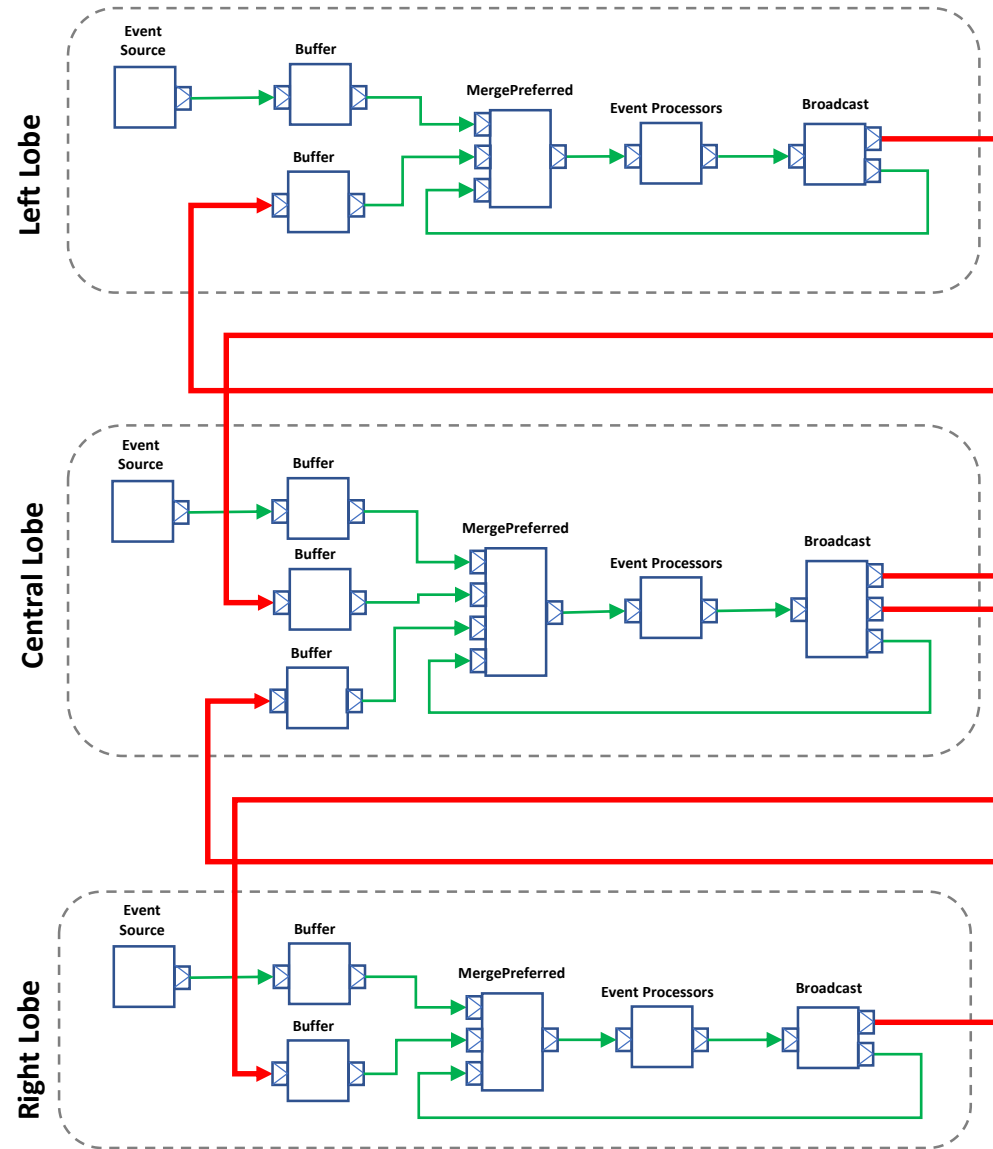 Left Lobe
Event
Source
Buffer
MergePreferred
Event Processors
Broadcast
Buffer
Central Lobe
Event
Source
Buffer
MergePreferred
Event Processors
Broadcast
Buffer
Buffer
Right Lobe
Event
Source
Buffer
MergePreferred
Event Processors
Broadcast
Buffer